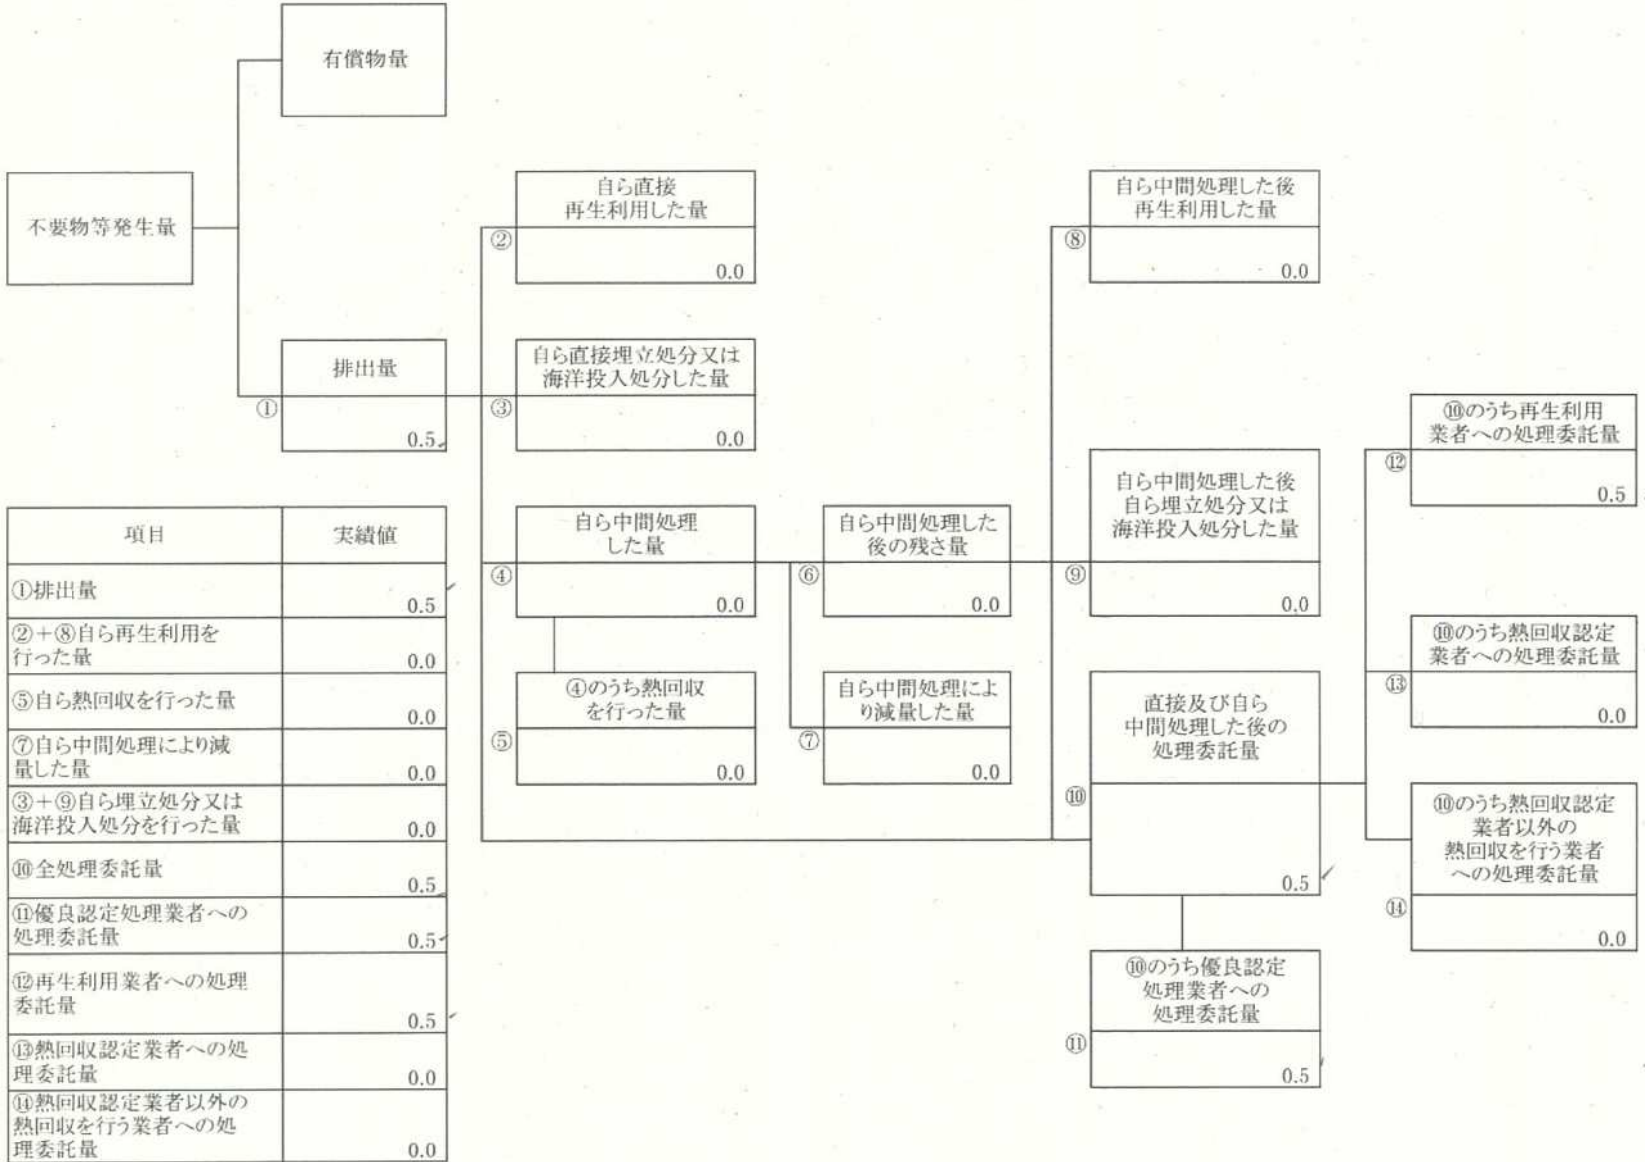 有償物量
不要物等発生量
排出量
①
0.5
自ら直接
再生利用した量
②
0.0
自ら直接埋立処分又は
海洋投入処分した量
③
0.0
自ら中間処理
した量
④
0.0
④のうち熱回収
を行った量
⑤
0.0
自ら中間処理した
後の残さ量
⑥
0.0
自ら中間処理によ
り減量した量
⑦
0.0
自ら中間処理した後
再生利用した量
⑧
0.0
自ら中間処理した後
自ら埋立処分又は
海洋投入処分した量
⑨
0.0
直接及び自ら
中間処理した後の
処理委託量
⑩
0.5
⑩のうち優良認定
処理業者への
処理委託量
⑪
0.5
⑩のうち再生利用
業者への処理委託量
⑫
0.5
⑩のうち熱回収認定
業者への処理委託量
⑬
0.0
⑩のうち熱回収認定
業者以外の
熱回収を行う業者
への処理委託量
⑭
0.0
項目 実績値
①排出量
0.5
②＋⑧自ら再生利用を
行った量
0.0
⑤自ら熱回収を行った量
0.0
⑦自ら中間処理により減
量した量
0.0
③＋⑨自ら埋立処分又は
海洋投入処分を行った量
0.0
⑩全処理委託量
0.5
⑪優良認定処理業者への
処理委託量
0.5
⑫再生利用業者への処理
委託量
0.5
⑬熱回収認定業者への処
理委託量
0.0
⑭熱回収認定業者以外の
熱回収を行う業者への処
理委託量
0.0